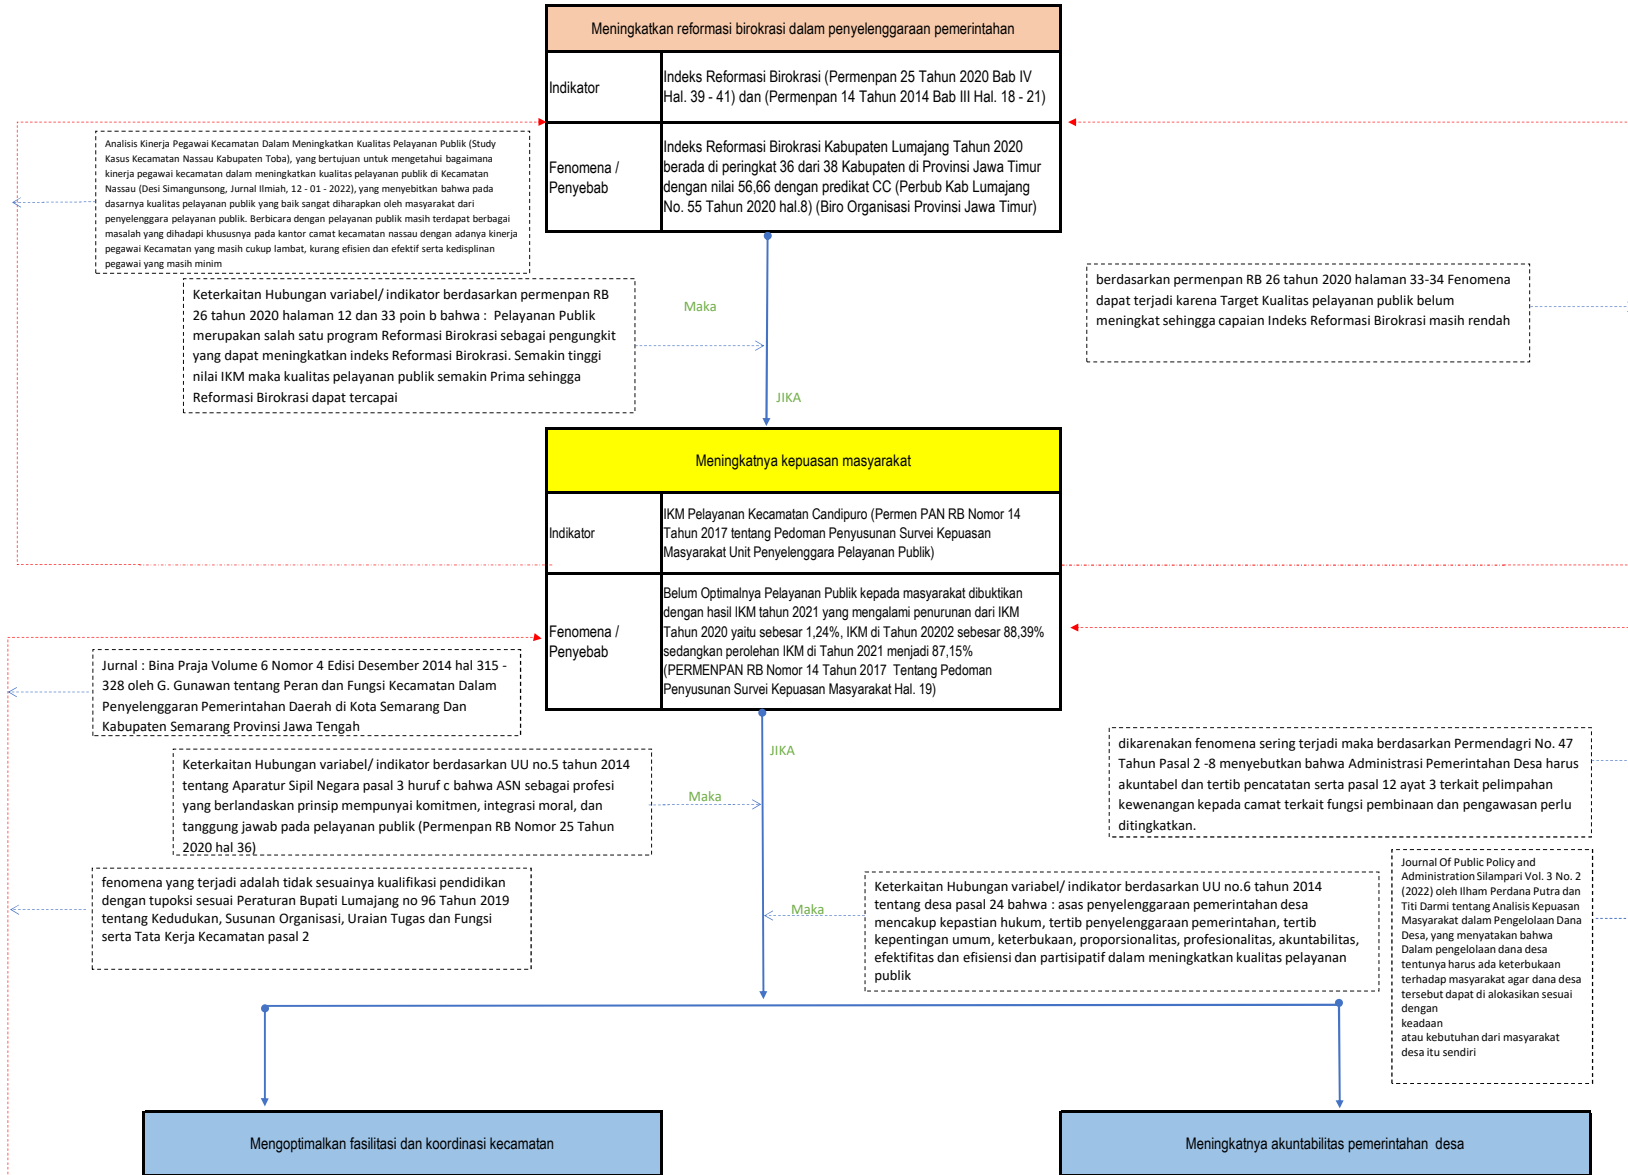 Meningkatkan reformasi birokrasi dalam penyelenggaraan pemerintahan
Indikator
Indeks Reformasi Birokrasi (Permenpan 25 Tahun 2020 Bab IV
Hal. 39 - 41) dan (Permenpan 14 Tahun 2014 Bab III Hal. 18 - 21)
Fenomena /
Penyebab
Indeks Reformasi Birokrasi Kabupaten Lumajang Tahun 2020
berada di peringkat 36 dari 38 Kabupaten di Provinsi Jawa Timur
dengan nilai 56,66 dengan predikat CC (Perbub Kab Lumajang
No. 55 Tahun 2020 hal.8) (Biro Organisasi Provinsi Jawa Timur)
Analisis Kinerja Pegawai Kecamatan Dalam Meningkatkan Kualitas Pelayanan Publik (Study
Kasus Kecamatan Nassau Kabupaten Toba), yang bertujuan untuk mengetahui bagaimana
kinerja pegawai kecamatan dalam meningkatkan kualitas pelayanan publik di Kecamatan
Nassau (Desi Simangunsong, Jurnal Ilmiah, 12 - 01 - 2022), yang menyebitkan bahwa pada
dasarnya kualitas pelayanan publik yang baik sangat diharapkan oleh masyarakat dari
penyelenggara pelayanan publik. Berbicara dengan pelayanan publik masih terdapat berbagai
masalah yang dihadapi khususnya pada kantor camat kecamatan nassau dengan adanya kinerja
pegawai Kecamatan yang masih cukup lambat, kurang efisien dan efektif serta kedisplinan
pegawai yang masih minim
Keterkaitan Hubungan variabel/ indikator berdasarkan permenpan RB
26 tahun 2020 halaman 12 dan 33 poin b bahwa :  Pelayanan Publik
merupakan salah satu program Reformasi Birokrasi sebagai pengungkit
yang dapat meningkatkan indeks Reformasi Birokrasi. Semakin tinggi
nilai IKM maka kualitas pelayanan publik semakin Prima sehingga
Reformasi Birokrasi dapat tercapai
Maka
JIKA
berdasarkan permenpan RB 26 tahun 2020 halaman 33-34 Fenomena
dapat terjadi karena Target Kualitas pelayanan publik belum
meningkat sehingga capaian Indeks Reformasi Birokrasi masih rendah
Meningkatnya kepuasan masyarakat
Indikator
IKM Pelayanan Kecamatan Candipuro (Permen PAN RB Nomor 14
Tahun 2017 tentang Pedoman Penyusunan Survei Kepuasan
Masyarakat Unit Penyelenggara Pelayanan Publik)
Fenomena /
Penyebab
Belum Optimalnya Pelayanan Publik kepada masyarakat dibuktikan
dengan hasil IKM tahun 2021 yang mengalami penurunan dari IKM
Tahun 2020 yaitu sebesar 1,24%, IKM di Tahun 20202 sebesar 88,39%
sedangkan perolehan IKM di Tahun 2021 menjadi 87,15%
(PERMENPAN RB Nomor 14 Tahun 2017  Tentang Pedoman
Penyusunan Survei Kepuasan Masyarakat Hal. 19)
Jurnal : Bina Praja Volume 6 Nomor 4 Edisi Desember 2014 hal 315 -
328 oleh G. Gunawan tentang Peran dan Fungsi Kecamatan Dalam
Penyelenggaran Pemerintahan Daerah di Kota Semarang Dan
Kabupaten Semarang Provinsi Jawa Tengah
JIKA
Keterkaitan Hubungan variabel/ indikator berdasarkan UU no.5 tahun 2014
tentang Aparatur Sipil Negara pasal 3 huruf c bahwa ASN sebagai profesi
yang berlandaskan prinsip mempunyai komitmen, integrasi moral, dan
tanggung jawab pada pelayanan publik (Permenpan RB Nomor 25 Tahun
2020 hal 36)
Maka
dikarenakan fenomena sering terjadi maka berdasarkan Permendagri No. 47
Tahun Pasal 2 -8 menyebutkan bahwa Administrasi Pemerintahan Desa harus
akuntabel dan tertib pencatatan serta pasal 12 ayat 3 terkait pelimpahan
kewenangan kepada camat terkait fungsi pembinaan dan pengawasan perlu
ditingkatkan.
fenomena yang terjadi adalah tidak sesuainya kualifikasi pendidikan
dengan tupoksi sesuai Peraturan Bupati Lumajang no 96 Tahun 2019
tentang Kedudukan, Susunan Organisasi, Uraian Tugas dan Fungsi
serta Tata Kerja Kecamatan pasal 2
Maka
Keterkaitan Hubungan variabel/ indikator berdasarkan UU no.6 tahun 2014
tentang desa pasal 24 bahwa : asas penyelenggaraan pemerintahan desa
mencakup kepastian hukum, tertib penyelenggaraan pemerintahan, tertib
kepentingan umum, keterbukaan, proporsionalitas, profesionalitas, akuntabilitas,
efektifitas dan efisiensi dan partisipatif dalam meningkatkan kualitas pelayanan
publik
Journal Of Public Policy and
Administration Silampari Vol. 3 No. 2
(2022) oleh Ilham Perdana Putra dan
Titi Darmi tentang Analisis Kepuasan
Masyarakat dalam Pengelolaan Dana
Desa, yang menyatakan bahwa
Dalam pengelolaan dana desa
tentunya harus ada keterbukaan
terhadap masyarakat agar dana desa
tersebut dapat di alokasikan sesuai
dengan
keadaan
atau kebutuhan dari masyarakat
desa itu sendiri
Mengoptimalkan fasilitasi dan koordinasi kecamatan
Meningkatnya akuntabilitas pemerintahan  desa